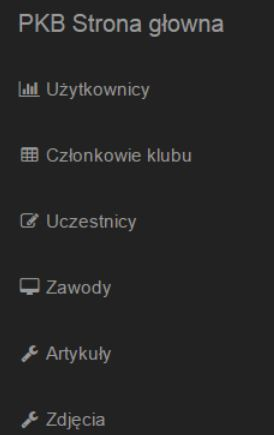 PKB Strona głowna
Użytkownicy
Członkowie klubu
Uczestnicy
Zawody
Artykuły
Zdjęcia